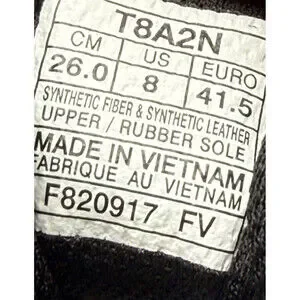 T8A2N
CM US EURO
26.0 8 41.5
SYNTHETIC FIBER & SYNTHETIC LEATHER
UPPER / RUBBER SOLE
MADE IN VIETNAM
FABRIQUE AU VIETNAM
F820917 FV